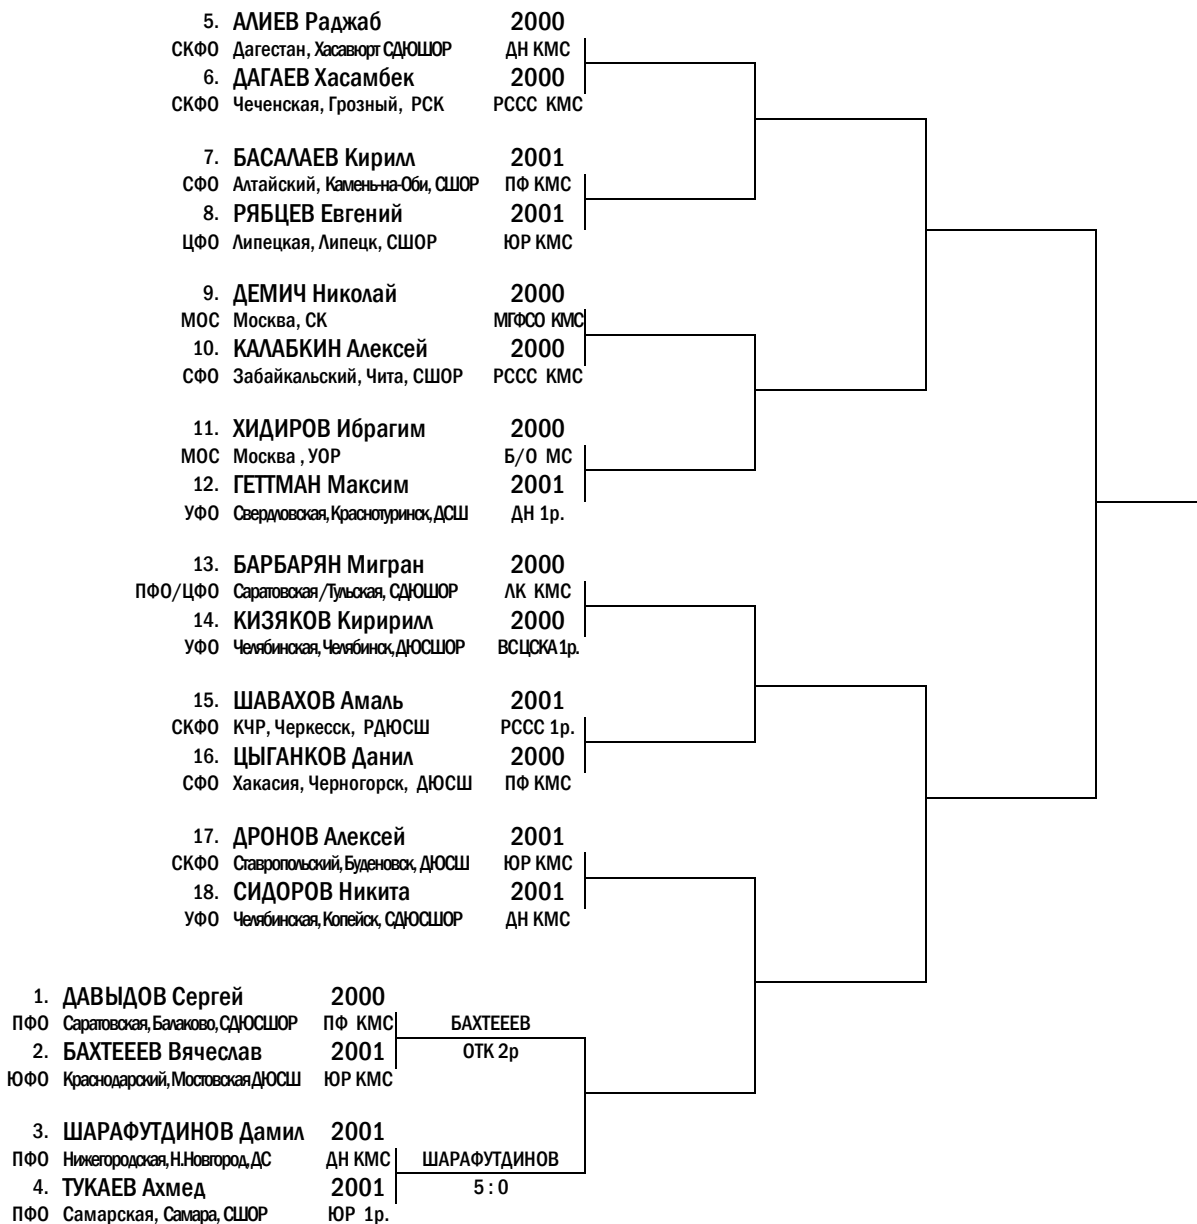 5. АЛИЕВ Раджаб 2000
СКФО Дагестан, Хасавюрт СДЮШОР ДН КМС
6. ДАГАЕВ Хасамбек 2000
СКФО Чеченская, Грозный, РСК РССС КМС
7. БАСАЛАЕВ Кирилл 2001
СФО Алтайский, Камень-на-Оби, СШОР ПФ КМС
8. РЯБЦЕВ Евгений 2001
ЦФО Липецкая, Липецк, СШОР ЮР КМС
9. ДЕМИЧ Николай 2000
МОС Москва, СК МГФСО КМС
10. КАЛАБКИН Алексей 2000
СФО Забайкальский, Чита, СШОР РССС КМС
11. ХИДИРОВ Ибрагим 2000
МОС Москва , УОР Б/О МС
12. ГЕТТМАН Максим 2001
УФО Свердловская, Краснотуринск, ДСШ ДН 1р.
13. БАРБАРЯН Мигран 2000
ПФО/ЦФО Саратовская /Тульская, СДЮШОР ЛК КМС
14. КИЗЯКОВ Киририлл 2000
УФО Челябинская, Челябинск, ДЮСШОР ВС ЦСКА 1р.
15. ШАВАХОВ Амаль 2001
СКФО КЧР, Черкесск, РДЮСШ РССС 1р.
16. ЦЫГАНКОВ Данил 2000
СФО Хакасия, Черногорск, ДЮСШ ПФ КМС
17. ДРОНОВ Алексей 2001
СКФО Ставропольский, Буденовск, ДЮСШ ЮР КМС
18. СИДОРОВ Никита 2001
УФО Челябинская, Копейск, СДЮСШОР ДН КМС
1. ДАВЫДОВ Сергей 2000
ПФО Саратовская, Балаково, СДЮСШОР ПФ КМС БАХТЕЕЕВ
2. БАХТЕЕЕВ Вячеслав 2001 ОТК 2р
ЮФО Краснодарский, Мостовская ДЮСШ ЮР КМС
3. ШАРАФУТДИНОВ Дамил 2001
ПФО Нижегородская, Н.Новгород, ДС ДН КМС ШАРАФУТДИНОВ
4. ТУКАЕВ Ахмед 2001 5 : 0
ПФО Самарская, Самара, СШОР ЮР 1р.